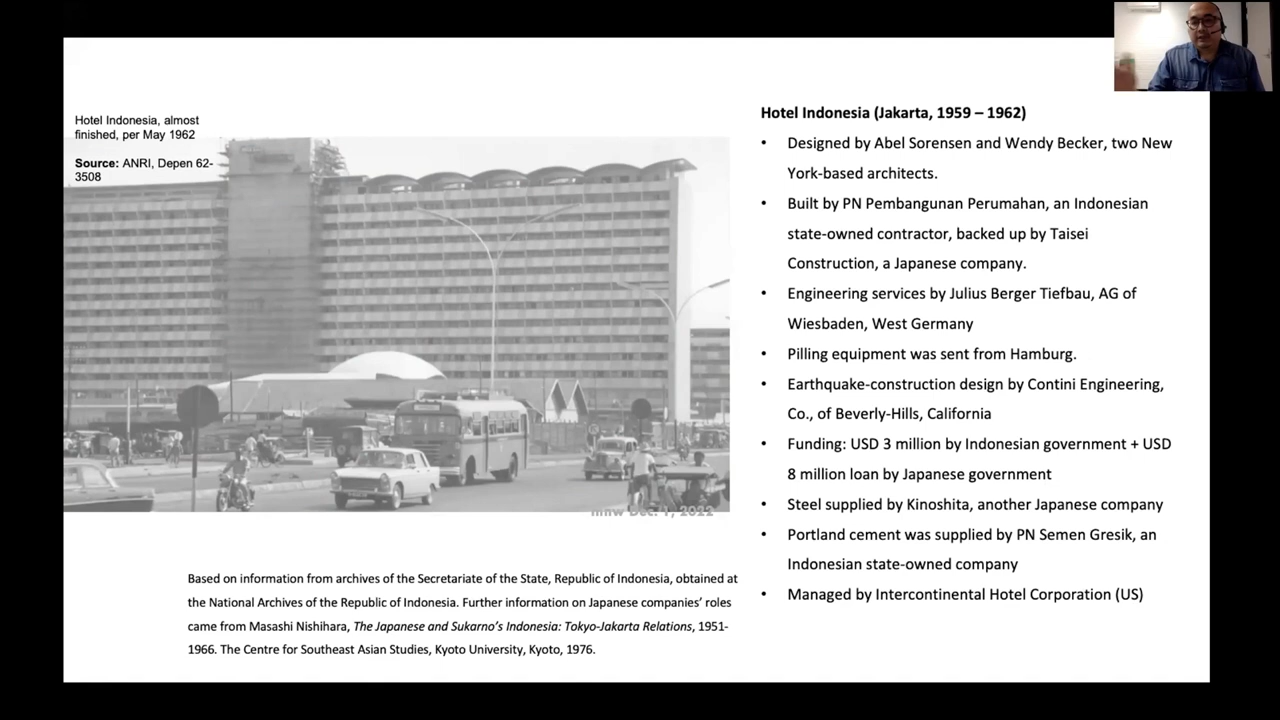 Hotel Indonesia, almost
finished, per May 1962
Source: ANRI, Depen 62-
3508
Hotel Indonesia (Jakarta, 1959 – 1962)
• Designed by Abel Sorensen and Wendy Becker, two New
York-based architects.
• Built by PN Pembangunan Perumahan, an Indonesian
state-owned contractor, backed up by Taisei
Construction, a Japanese company.
• Engineering services by Julius Berger Tiefbau, AG of
Wiesbaden, West Germany
• Pilling equipment was sent from Hamburg.
• Earthquake-construction design by Contini Engineering,
Co., of Beverly-Hills, California
• Funding: USD 3 million by Indonesian government + USD
8 million loan by Japanese government
• Steel supplied by Kinoshita, another Japanese company
• Portland cement was supplied by PN Semen Gresik, an
Indonesian state-owned company
• Managed by Intercontinental Hotel Corporation (US)
Dec. 1, 2022
Based on information from archives of the Secretariate of the State, Republic of Indonesia, obtained at
the National Archives of the Republic of Indonesia. Further information on Japanese companies’ roles
came from Masashi Nishihara, The Japanese and Sukarno’s Indonesia: Tokyo-Jakarta Relations, 1951-
1966. The Centre for Southeast Asian Studies, Kyoto University, Kyoto, 1976.